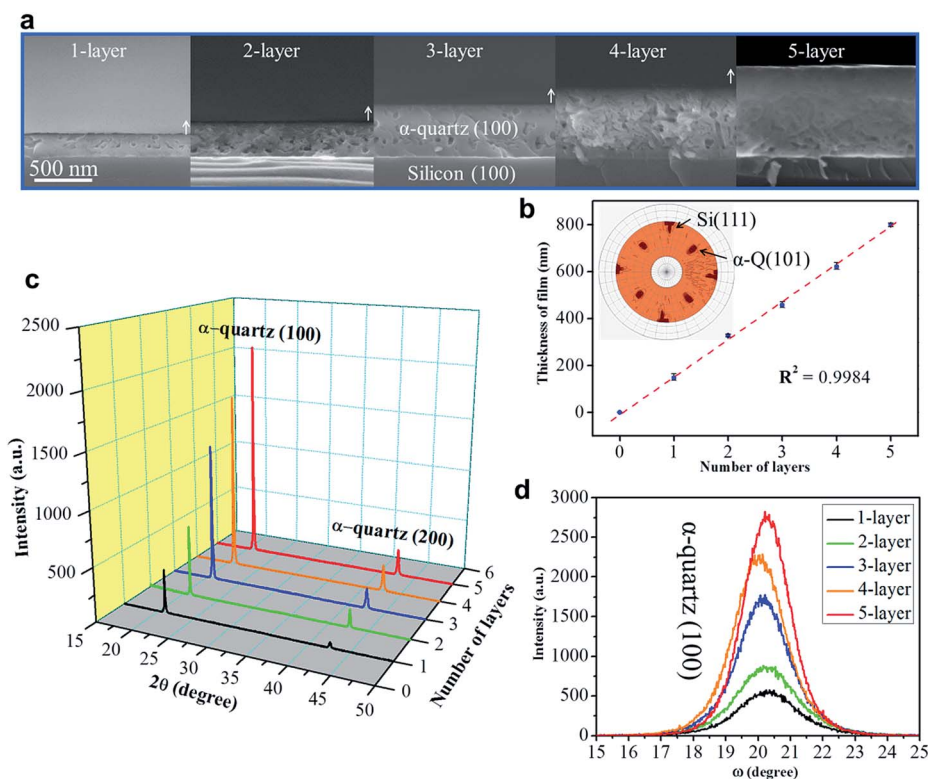 a
1-layer
2-layer
3-layer
4-layer
5-layer
α-quartz (100)
500 nm
Silicon (100)
b
800
600
400
200
0
Thickness of film (nm)
Si(111)
α-Q(101)
R² = 0.9984
0 1 2 3 4 5
Number of layers
c
2500
2000
1500
1000
500
Intensity (a.u.)
α−quartz (100)
α−quartz (200)
15 20 25 30 35 40 45 50
2θ (degree)
0 1 2 3 4 5 6
Number of layers
d
3000
2500
2000
1500
1000
500
0
Intensity (a.u.)
α-quartz (100)
1-layer
2-layer
3-layer
4-layer
5-layer
15 16 17 18 19 20 21 22 23 24 25
ω (degree)